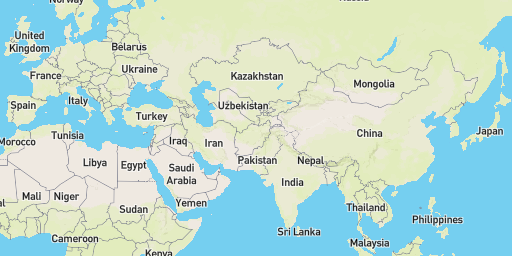 Norway
Russia
United
Kingdom
Belarus
Ukraine
France
Kazakhstan
Mongolia
Spain
Italy
Uzbekistan
Turkey
China
Japan
Morocco
Tunisia
Iraq
Iran
Libya
Egypt
Saudi
Arabia
Pakistan
Nepal
Mali
Niger
India
Sudan
Yemen
Thailand
Philippines
Cameroon
Sri Lanka
Kenya
Malaysia